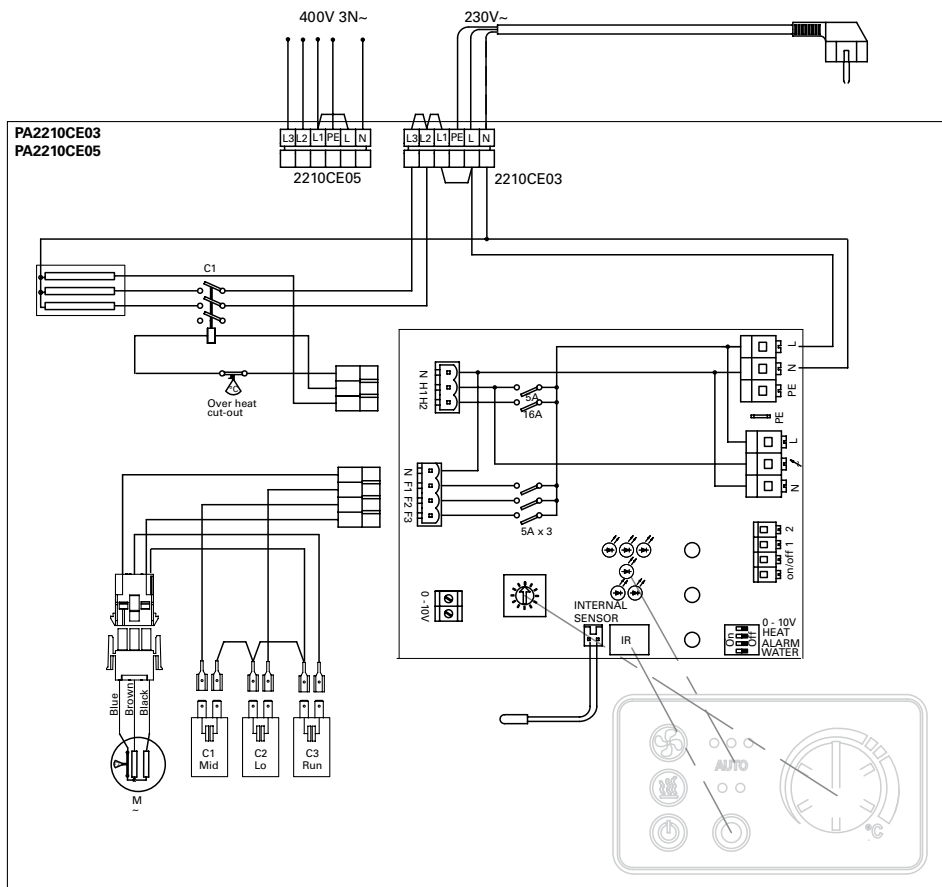 400V 3N~
230V~
PA2210CE03
PA2210CE05
L3 L2 L1 PE L N
L3 L2 L1 PE L N
2210CE05
2210CE03
C1
°C
Over heat
cut-out
N H1 H2
5A
16A
L
N
PE
PE
L
N
N F1 F2 F3
5A x 3
on/off 1 2
0 - 10V
INTERNAL
SENSOR
IR
On
Off
0 - 10V
HEAT
ALARM
WATER
Blue
Brown
Black
C1
Mid
C2
Lo
C3
Run
M
~
AUTO
°C